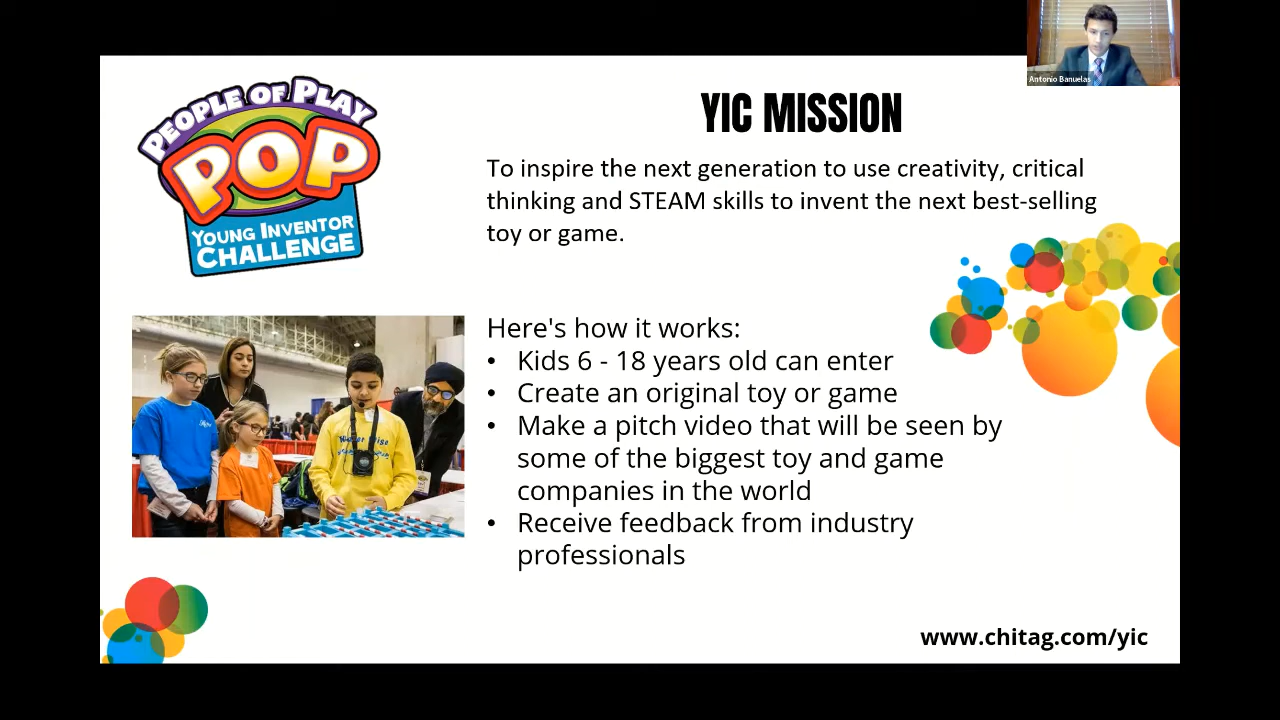 Antonio Banuelas
PEOPLE OF PLAY
POP
YOUNG INVENTOR
CHALLENGE
YIC MISSION
To inspire the next generation to use creativity, critical
thinking and STEAM skills to invent the next best-selling
toy or game.
Here's how it works:
• Kids 6 - 18 years old can enter
• Create an original toy or game
• Make a pitch video that will be seen by
some of the biggest toy and game
companies in the world
• Receive feedback from industry
professionals
www.chitag.com/yic